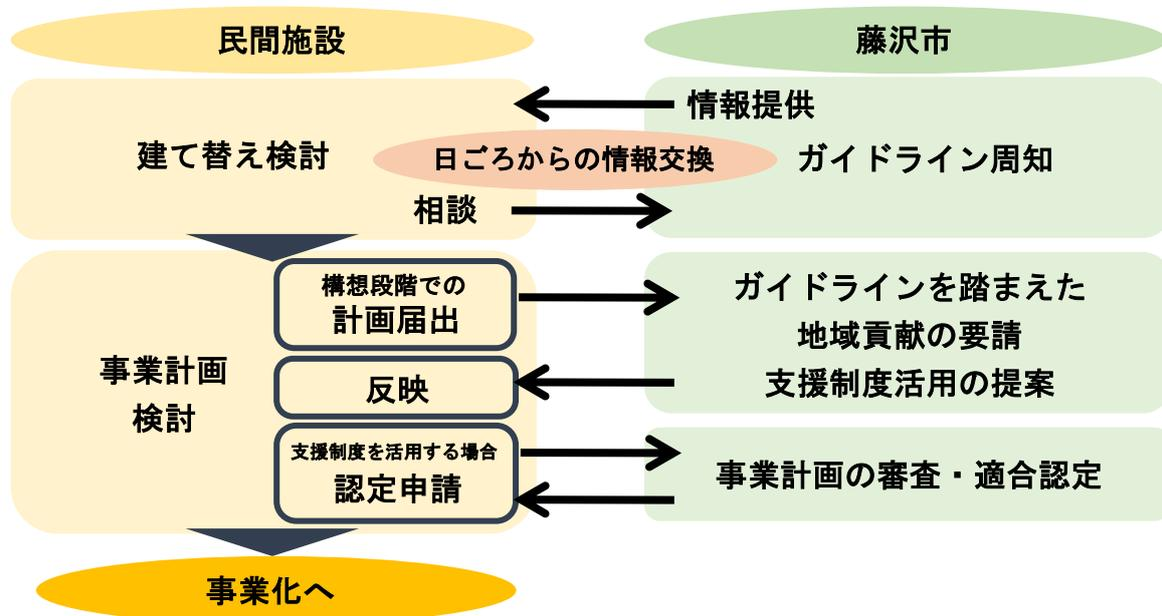 民間施設
藤沢市
情報提供
建て替え検討
日ごろからの情報交換
ガイドライン周知
相談
構想段階での
計画届出
ガイドラインを踏まえた
地域貢献の要請
支援制度活用の提案
事業計画
検討
反映
支援制度を活用する場合
認定申請
事業計画の審査・適合認定
事業化へ